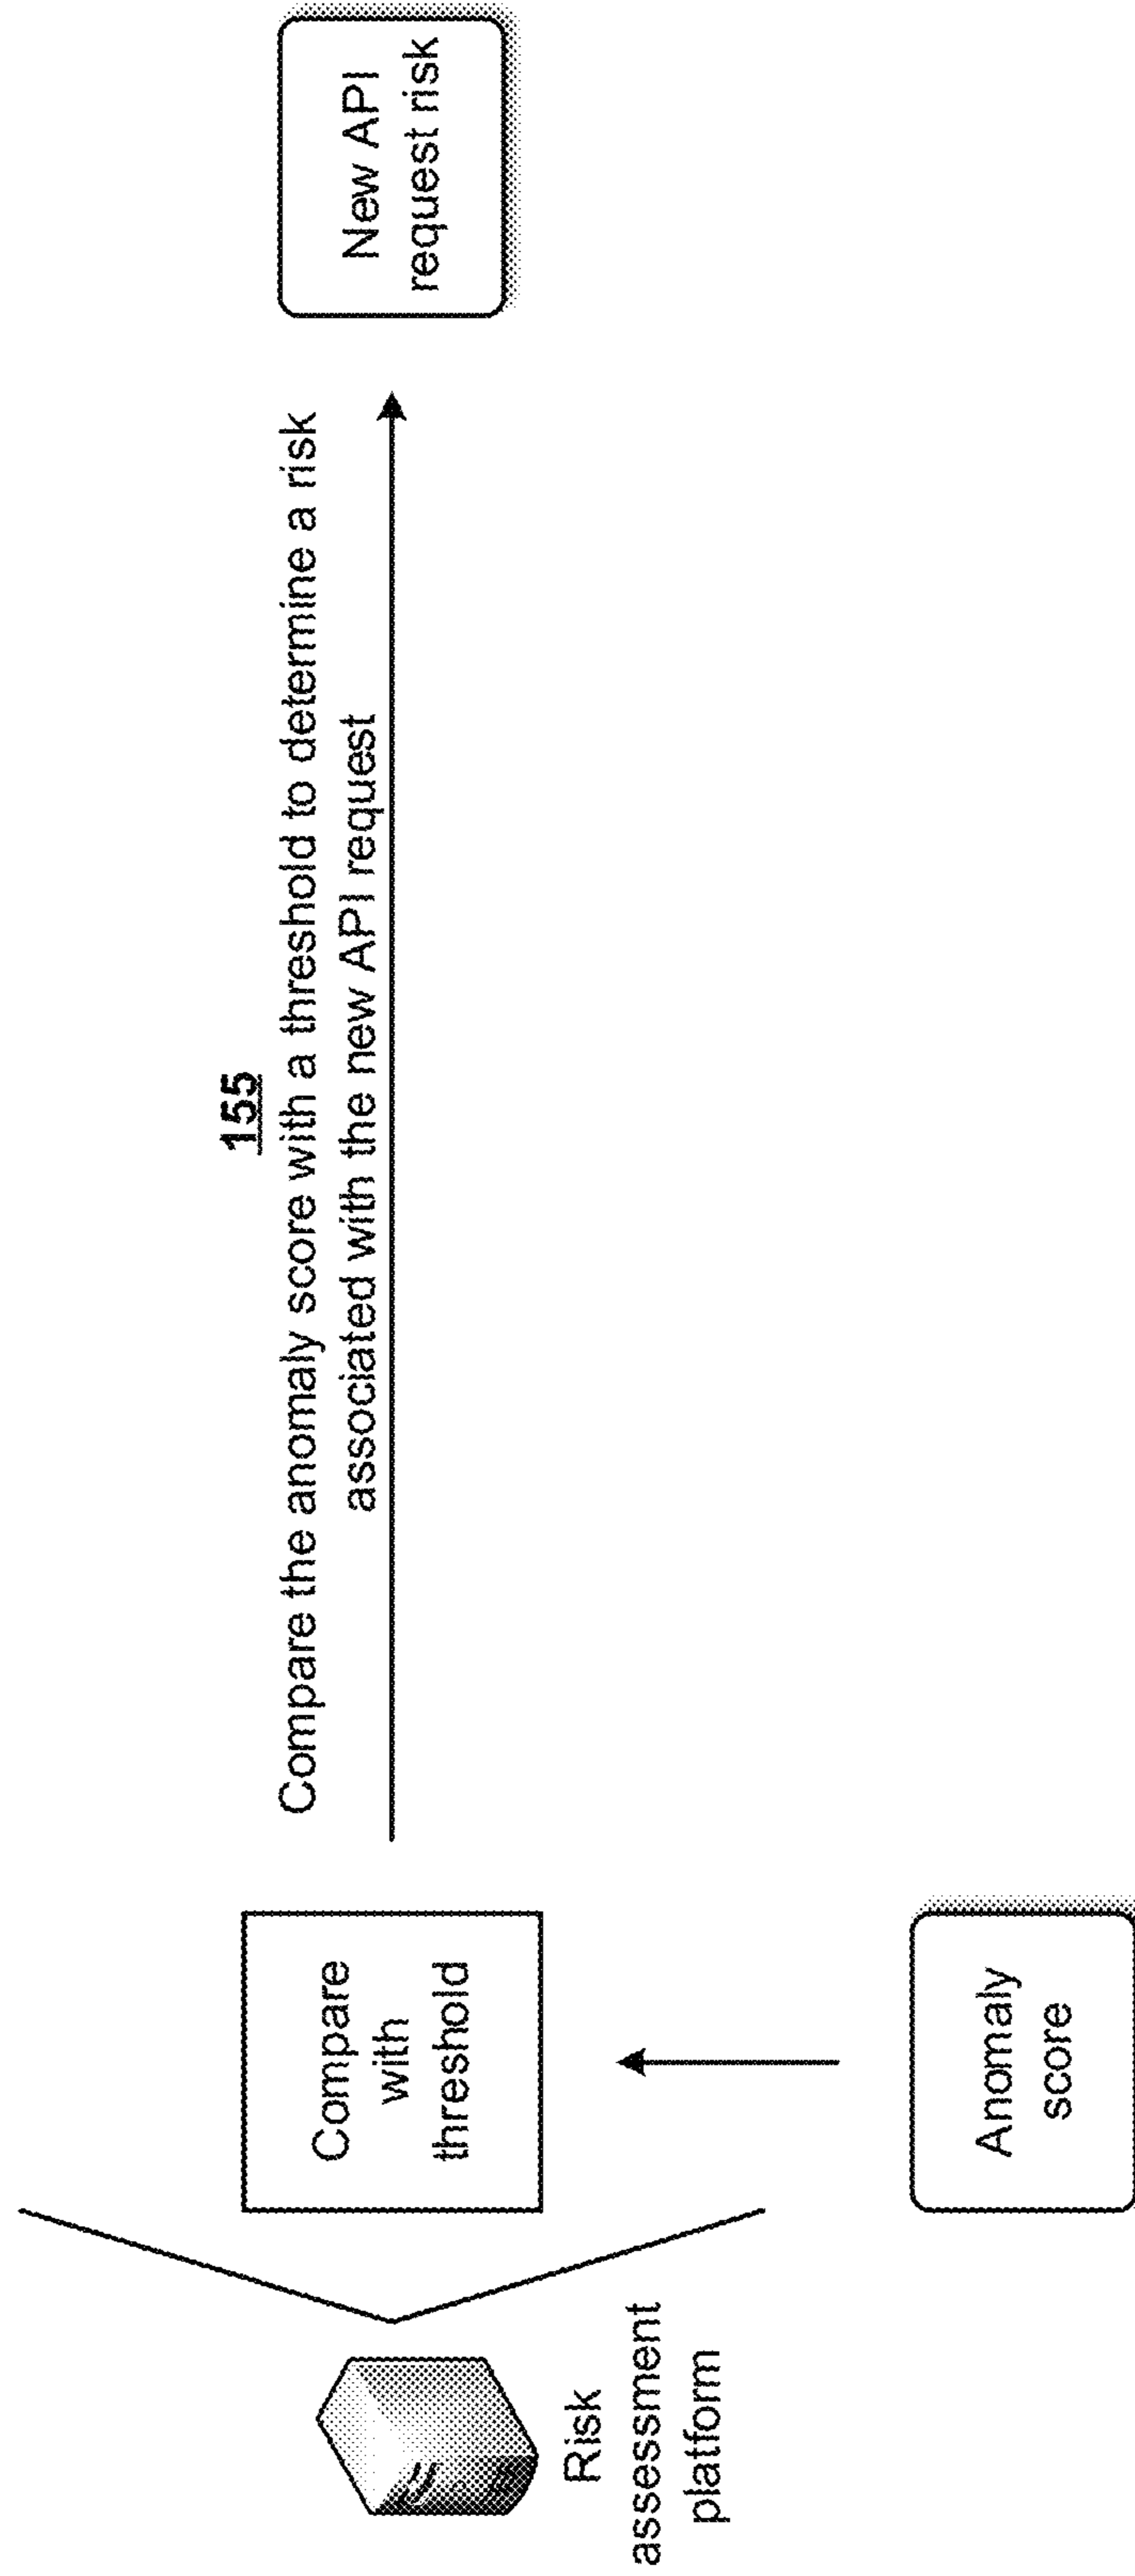 155
Compare the anomaly score with a threshold to determine a risk
associated with the new API request
Risk
assessment
platform
Compare
with
threshold
New API
request risk
Anomaly
score